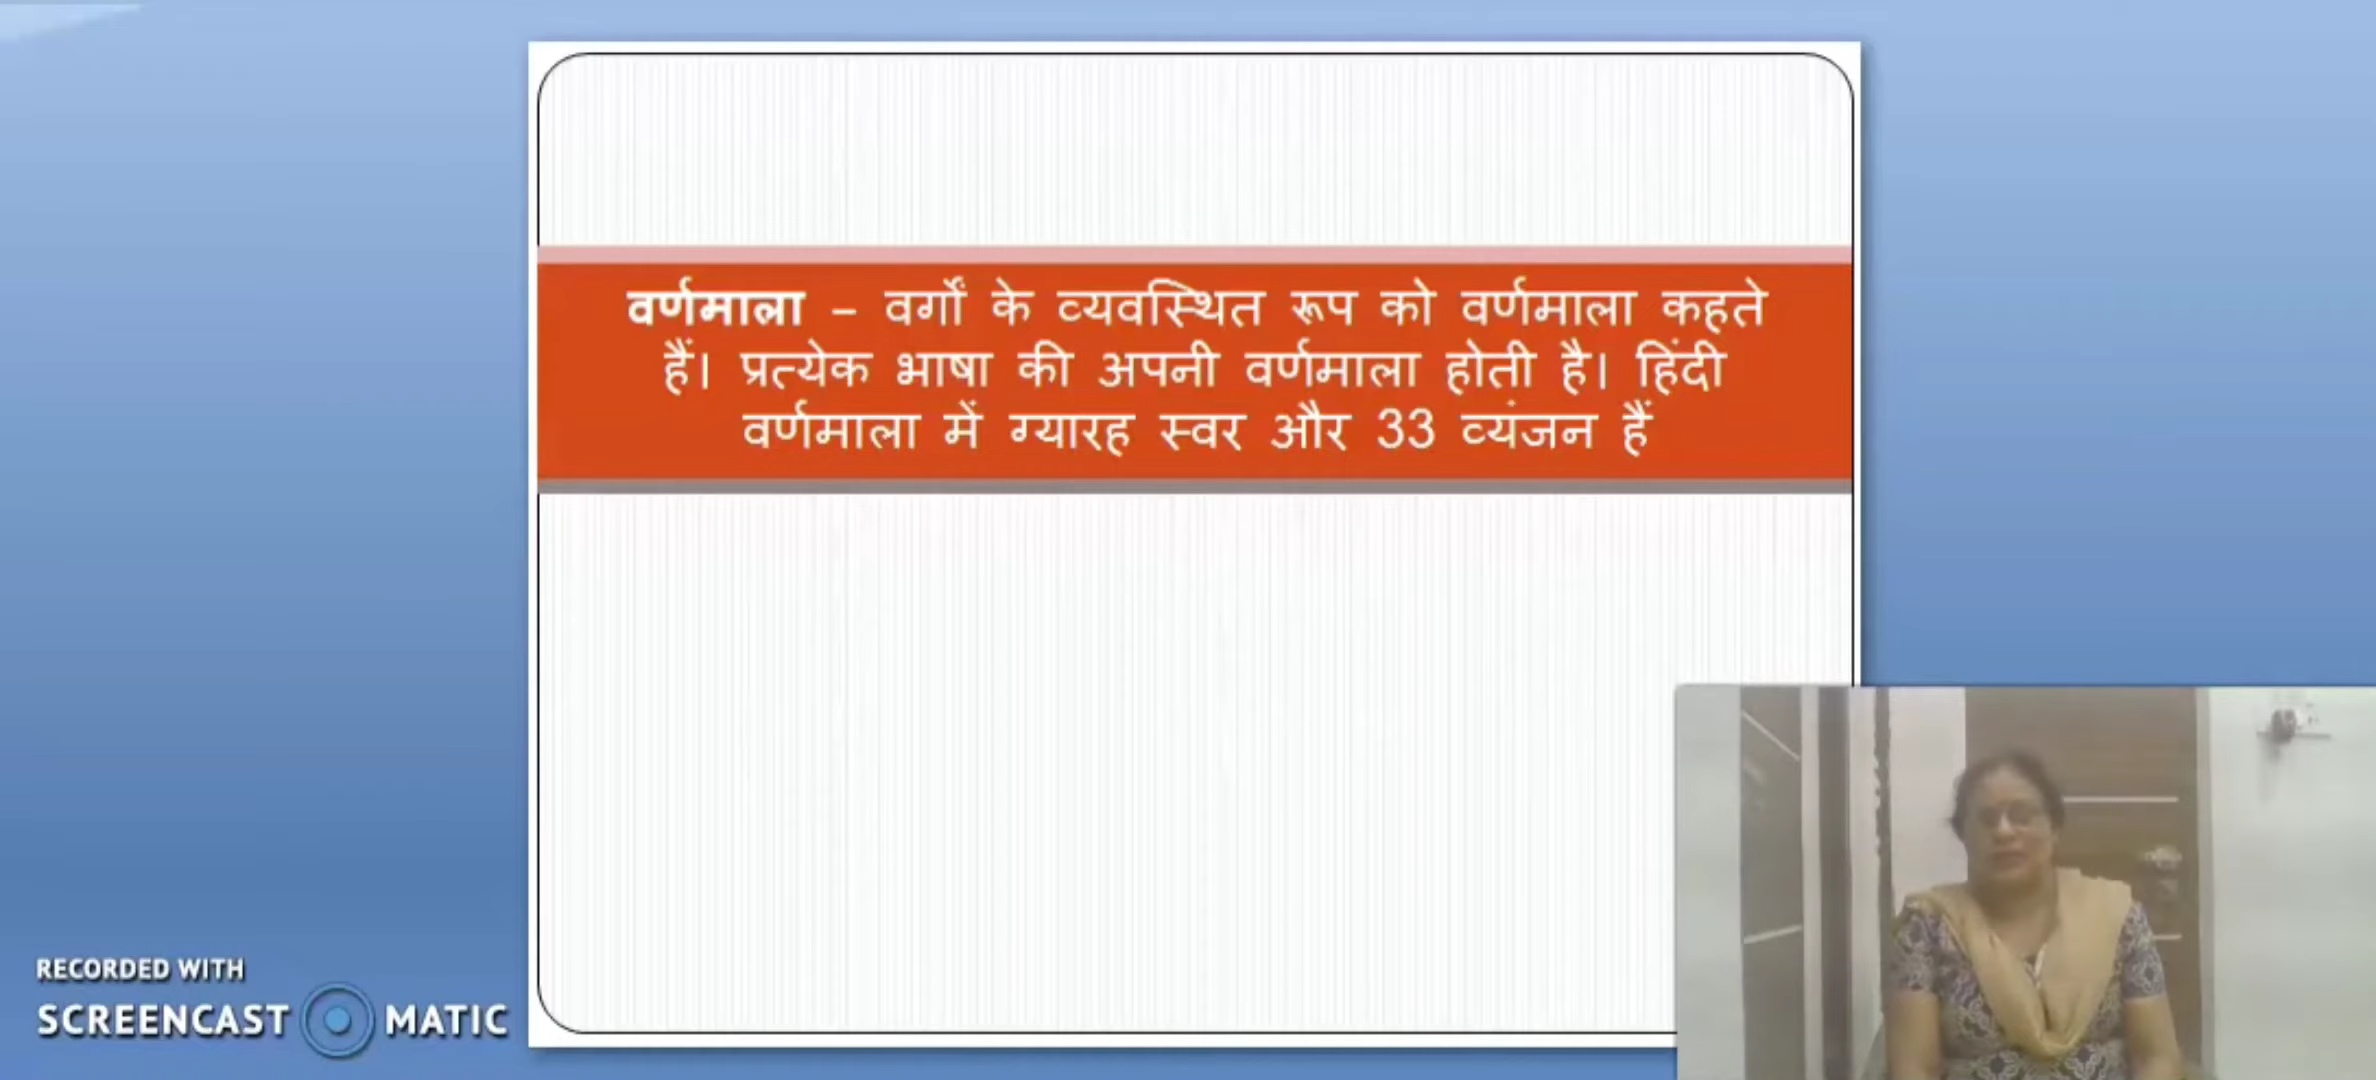 वर्णमाला – वर्गों के व्यवस्थित रूप को वर्णमाला कहते
हैं। प्रत्येक भाषा की अपनी वर्णमाला होती है। हिंदी
वर्णमाला में ग्यारह स्वर और 33 व्यंजन हैं
RECORDED WITH
SCREENCAST MATIC